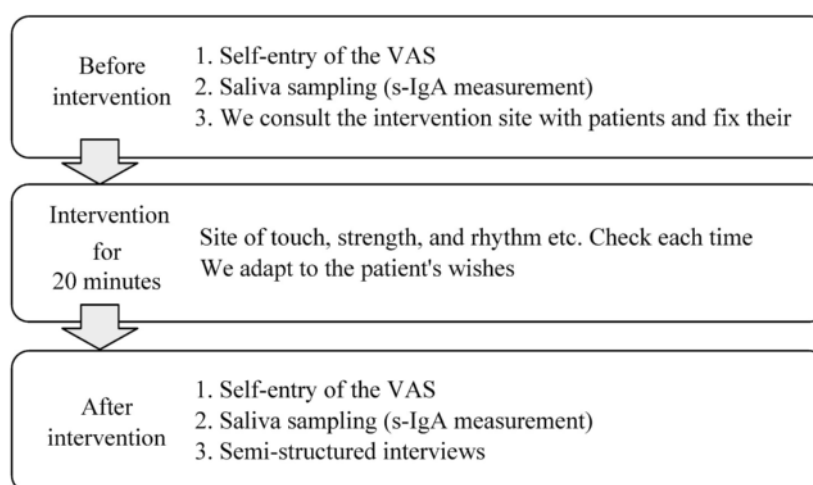 Before
intervention
1. Self-entry of the VAS
2. Saliva sampling (s-IgA measurement)
3. We consult the intervention site with patients and fix their
Intervention
for
20 minutes
Site of touch, strength, and rhythm etc. Check each time
We adapt to the patient's wishes
After
intervention
1. Self-entry of the VAS
2. Saliva sampling (s-IgA measurement)
3. Semi-structured interviews